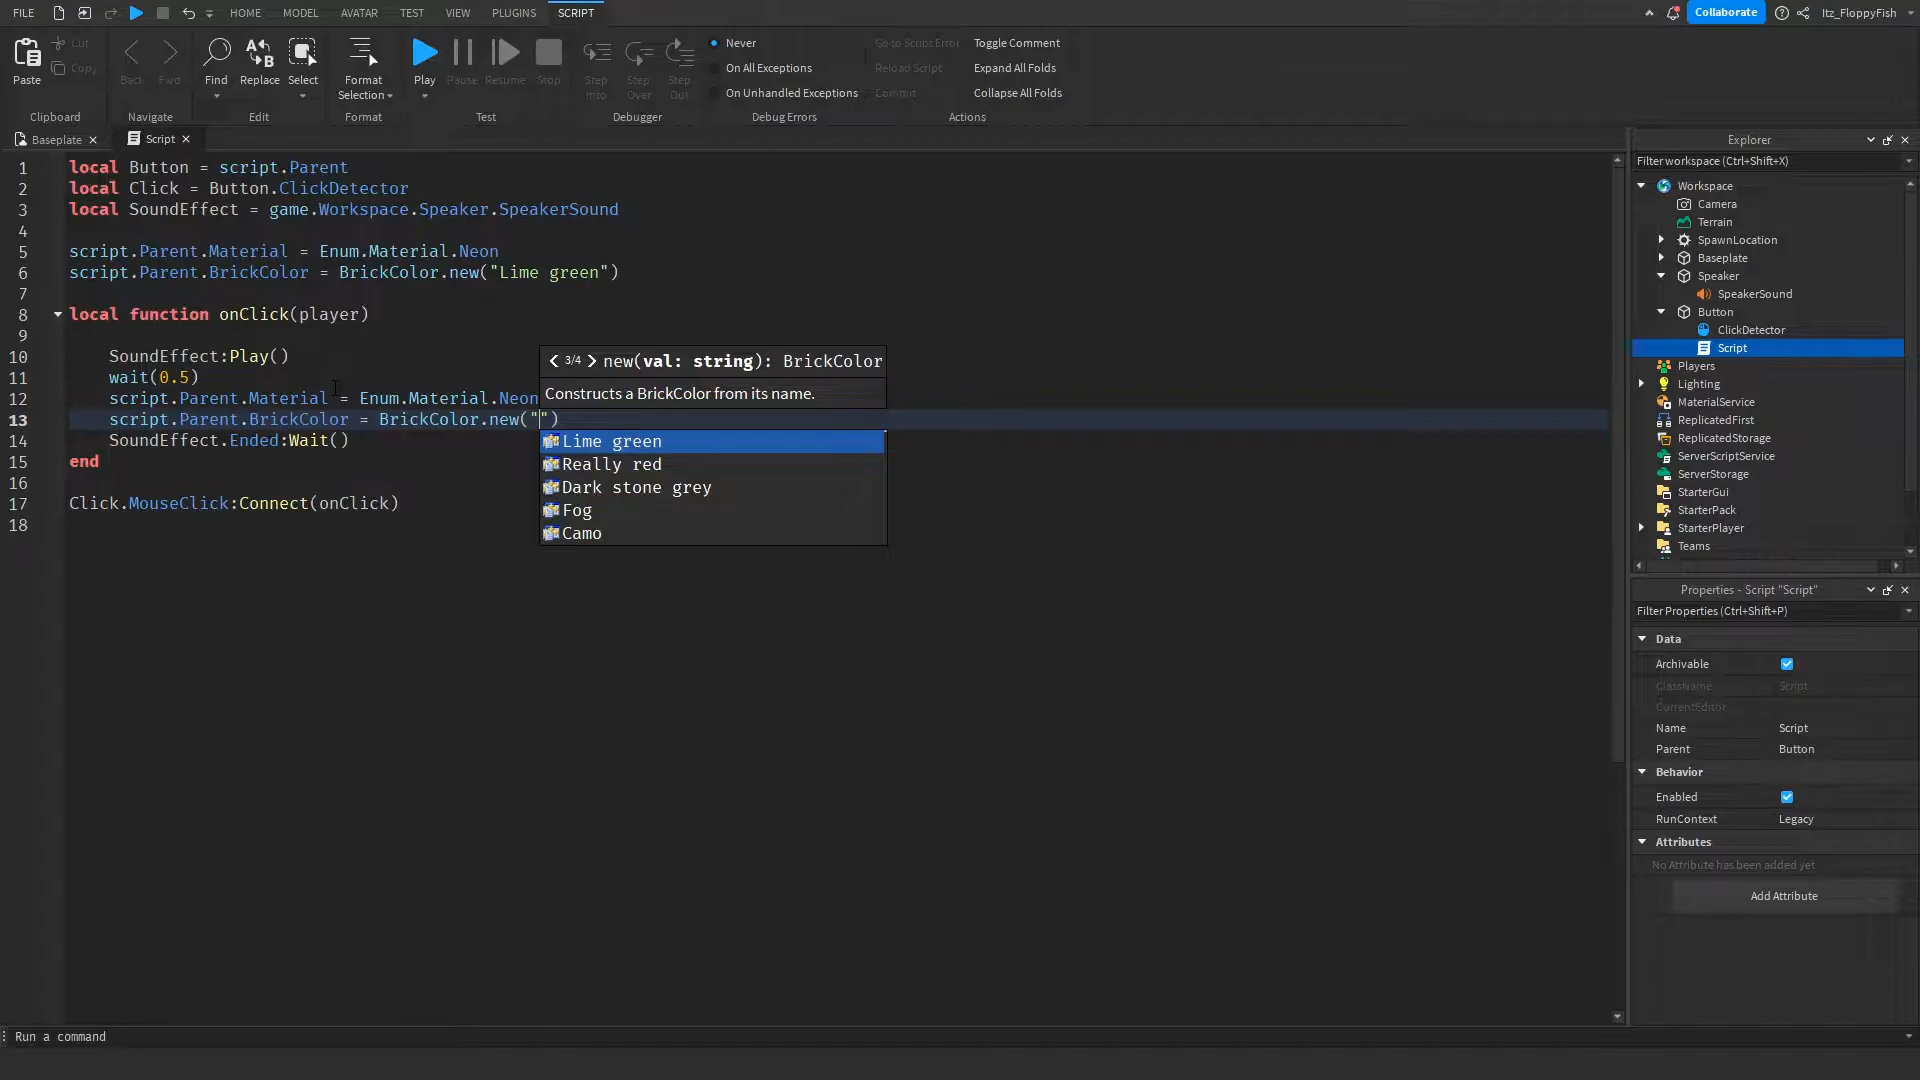 FILE HOME MODEL AVATAR TEST VIEW PLUGINS SCRIPT Collaborate Itz_FloppyFish
Paste Cut Copy
Back Fwd
Find Replace Select
Format Selection
Play Pause Resume Stop
Step Into Step Over Step Out
Never
On All Exceptions
On Unhandled Exceptions
Go to Script Error
Reload Script
Commit
Toggle Comment
Expand All Folds
Collapse All Folds
Clipboard Navigate Edit Format Test Debugger Debug Errors Actions
Baseplate Script
1 local Button = script.Parent
2 local Click = Button.ClickDetector
3 local SoundEffect = game.Workspace.Speaker.SpeakerSound
4
5 script.Parent.Material = Enum.Material.Neon
6 script.Parent.BrickColor = BrickColor.new("Lime green")
7
8 local function onClick(player)
9
10 SoundEffect:Play()
11 wait(0.5)
12 script.Parent.Material = Enum.Material.Neon
13 script.Parent.BrickColor = BrickColor.new("")
14 SoundEffect.Ended:Wait()
15 end
16
17 Click.MouseClick:Connect(onClick)
18
3/4 new(val: string): BrickColor
Constructs a BrickColor from its name.
Lime green
Really red
Dark stone grey
Fog
Camo
Explorer
Filter workspace (Ctrl+Shift+X)
Workspace
Camera
Terrain
SpawnLocation
Baseplate
Speaker
SpeakerSound
Button
ClickDetector
Script
Players
Lighting
MaterialService
ReplicatedFirst
ReplicatedStorage
ServerScriptService
ServerStorage
StarterGui
StarterPack
StarterPlayer
Teams
Properties - Script "Script"
Filter Properties (Ctrl+Shift+P)
Data
Archivable
ClassName Script
CurrentEditor
Name Script
Parent Button
Behavior
Enabled
RunContext Legacy
Attributes
No Attribute has been added yet
Add Attribute
Run a command